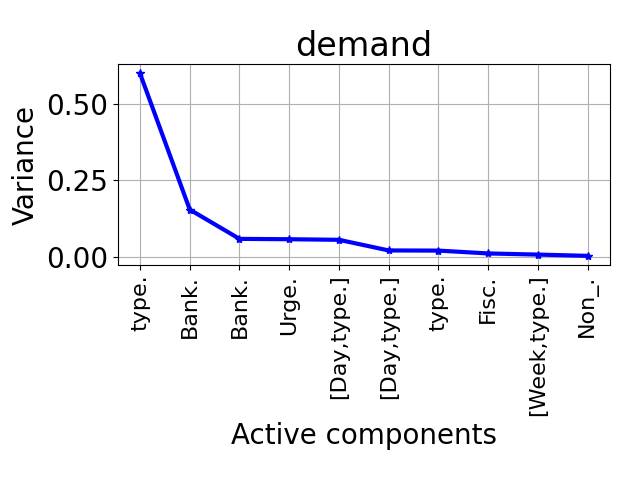 demand
Variance
0.50
0.25
0.00
type.
Bank.
Bank.
Urge.
[Day,type.]
[Day,type.]
type.
Fisc.
[Week,type.]
Non_.
Active components